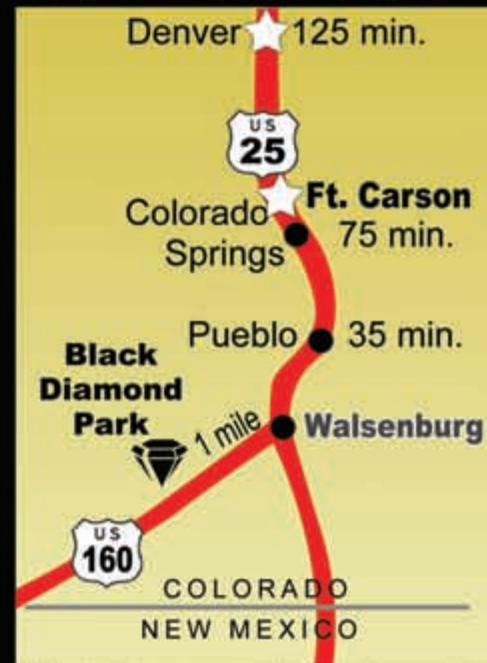 Denver 125 min.
US
25
Ft. Carson
Colorado
Springs
75 min.
Pueblo 35 min.
Black
Diamond
Park
1 mile
Walsenburg
US
160
COLORADO
NEW MEXICO